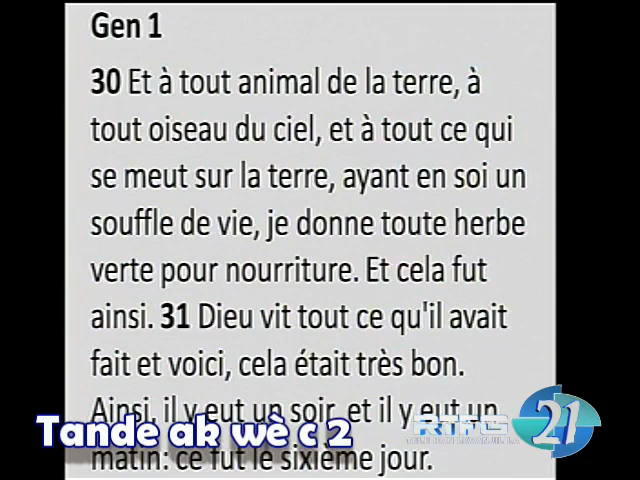 Gen 1
30 Et à tout animal de la terre, à
tout oiseau du ciel, et à tout ce qui
se meut sur la terre, ayant en soi un
souffle de vie, je donne toute herbe
verte pour nourriture. Et cela fut
ainsi. 31 Dieu vit tout ce qu'il avait
fait et voici, cela était très bon.
Ainsi, il y eut un soir, et il y eut un
Tande ak wè c 2
21
matin: ce fut le sixième jour.